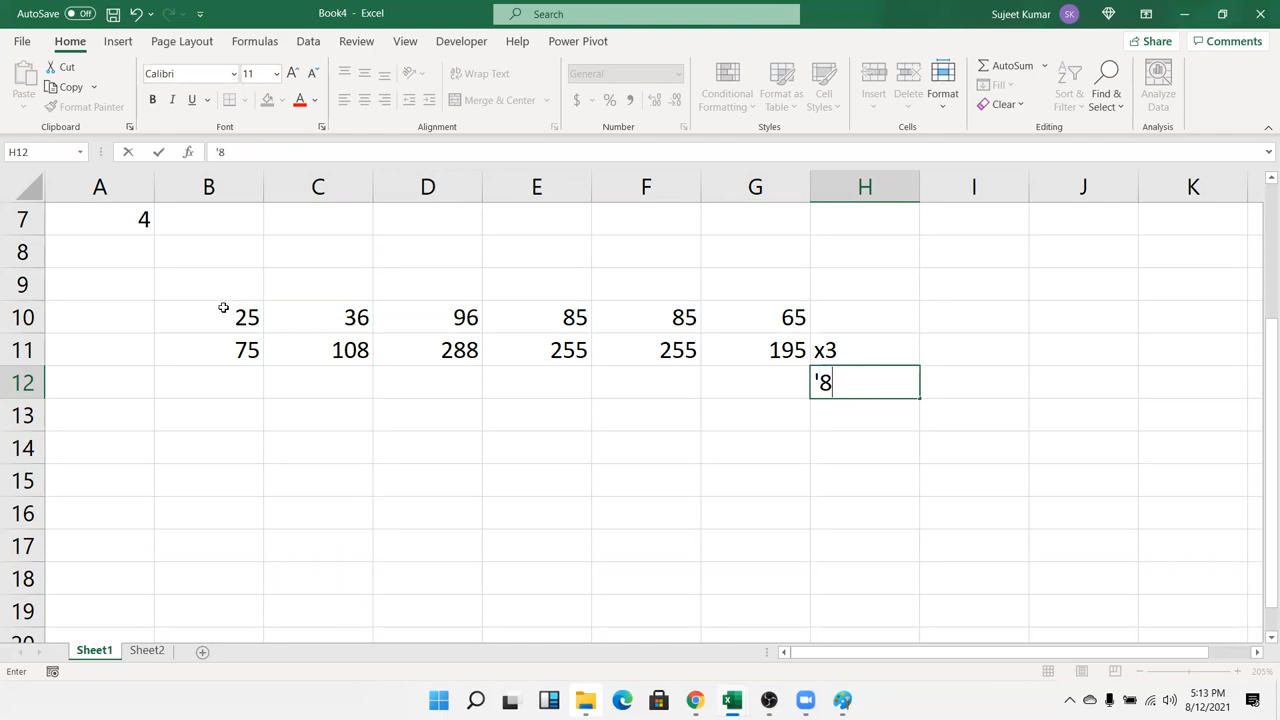 AutoSave Off Book4 - Excel Search Sujeet Kumar SK
File Home Insert Page Layout Formulas Data Review View Developer Help Power Pivot Share Comments
Paste Cut Copy Format Painter
Calibri 11
B I U A
Wrap Text
Merge & Center
General
$ % ,
Conditional Formatting Format as Table Cell Styles
Insert Delete Format
AutoSum Fill Clear
Sort & Filter Find & Select
Analyze Data
Clipboard Font Alignment Number Styles Cells Editing Analysis
H12 fx '8
A B C D E F G H I J K
7 4
8
9
10 25 36 96 85 85 65
11 75 108 288 255 255 195 x3
12 '8
13
14
15
16
17
18
19
20
Sheet1 Sheet2
Enter 205%
5:13 PM
8/12/2021